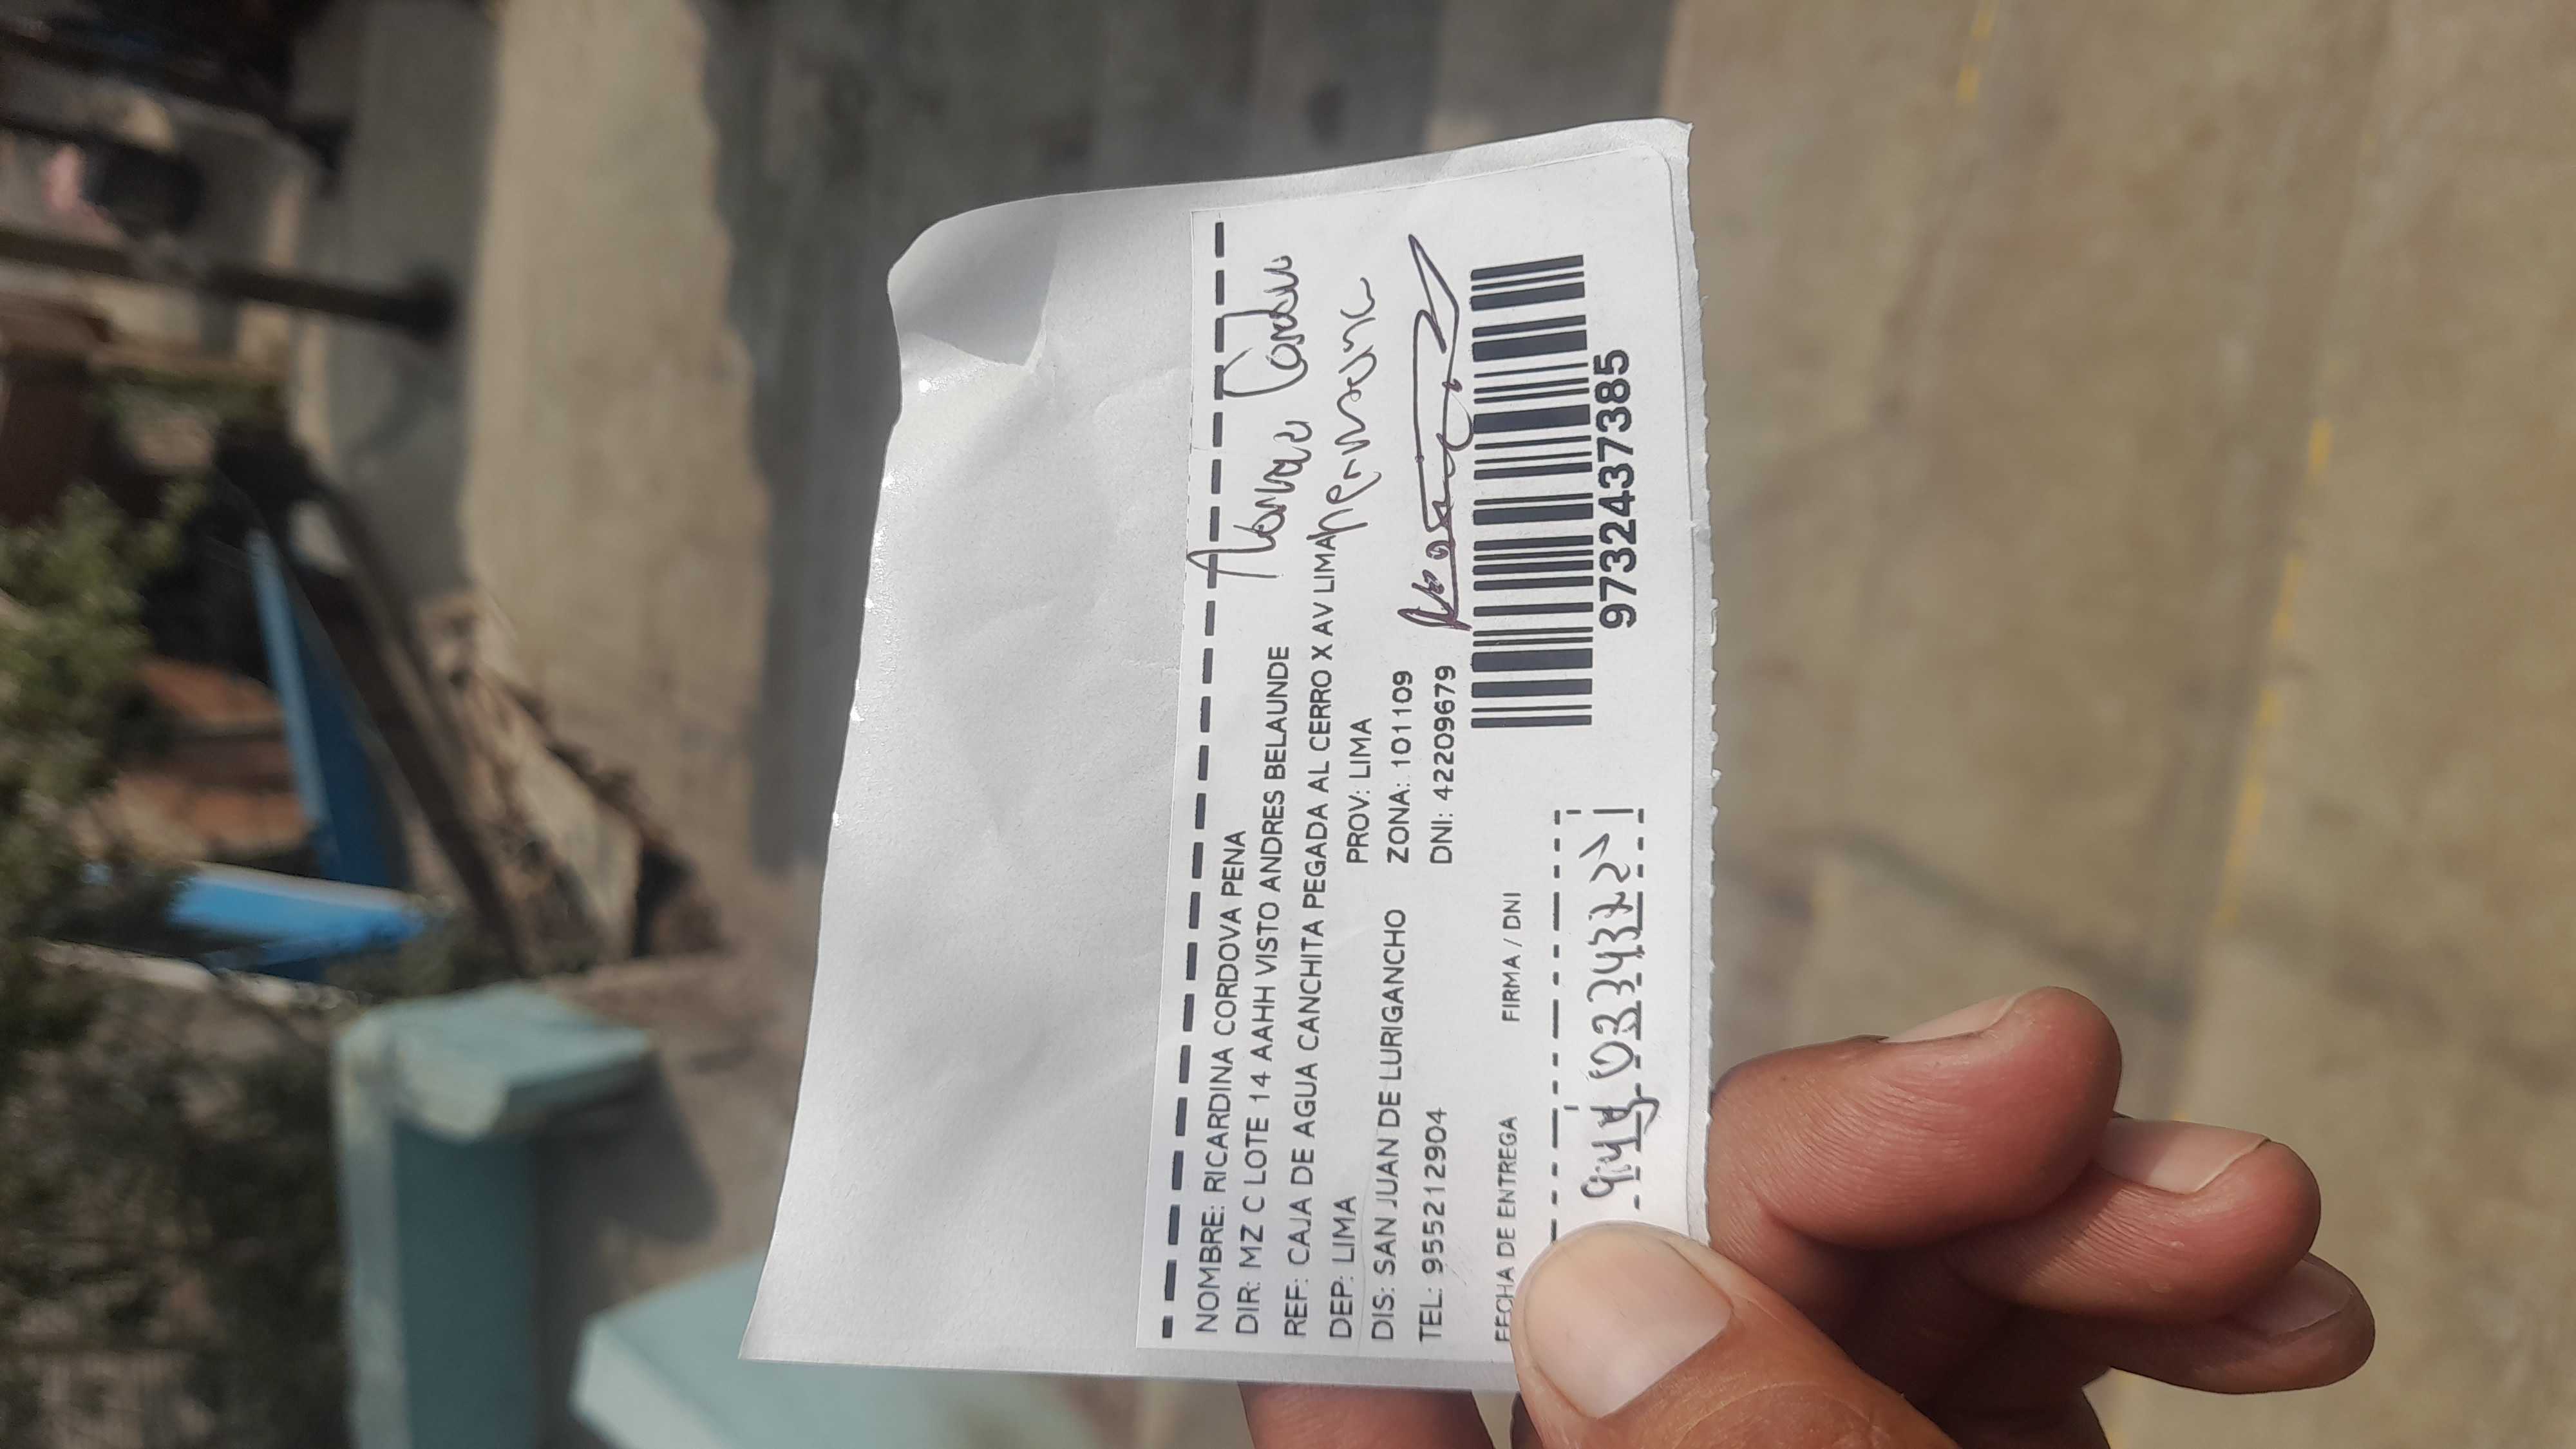 NOMBRE: RICARDINA CORDOVA PENA
DIR: MZ C LOTE 14 AAHH VISTO ANDRES BELAUNDE
REF: CAJA DE AGUA CANCHITA PEGADA AL CERRO X AV LIMA
DEP: LIMA PROV: LIMA
DIS: SAN JUAN DE LURIGANCHO ZONA: 101109
TEL: 955212904 DNI: 42209679
FECHA DE ENTREGA FIRMA / DNI
97324373​85